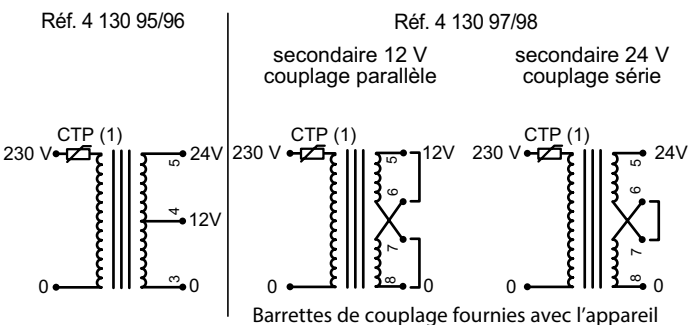 Réf. 4 130 95/96
Réf. 4 130 97/98
secondaire 12 V
couplage parallèle
secondaire 24 V
couplage série
CTP (1)
230 V
5
24V
4
12V
3
0
0
CTP (1)
230 V
5
12V
6
7
8
0
0
CTP (1)
230 V
5
24V
6
7
8
0
0
Barrettes de couplage fournies avec l'appareil